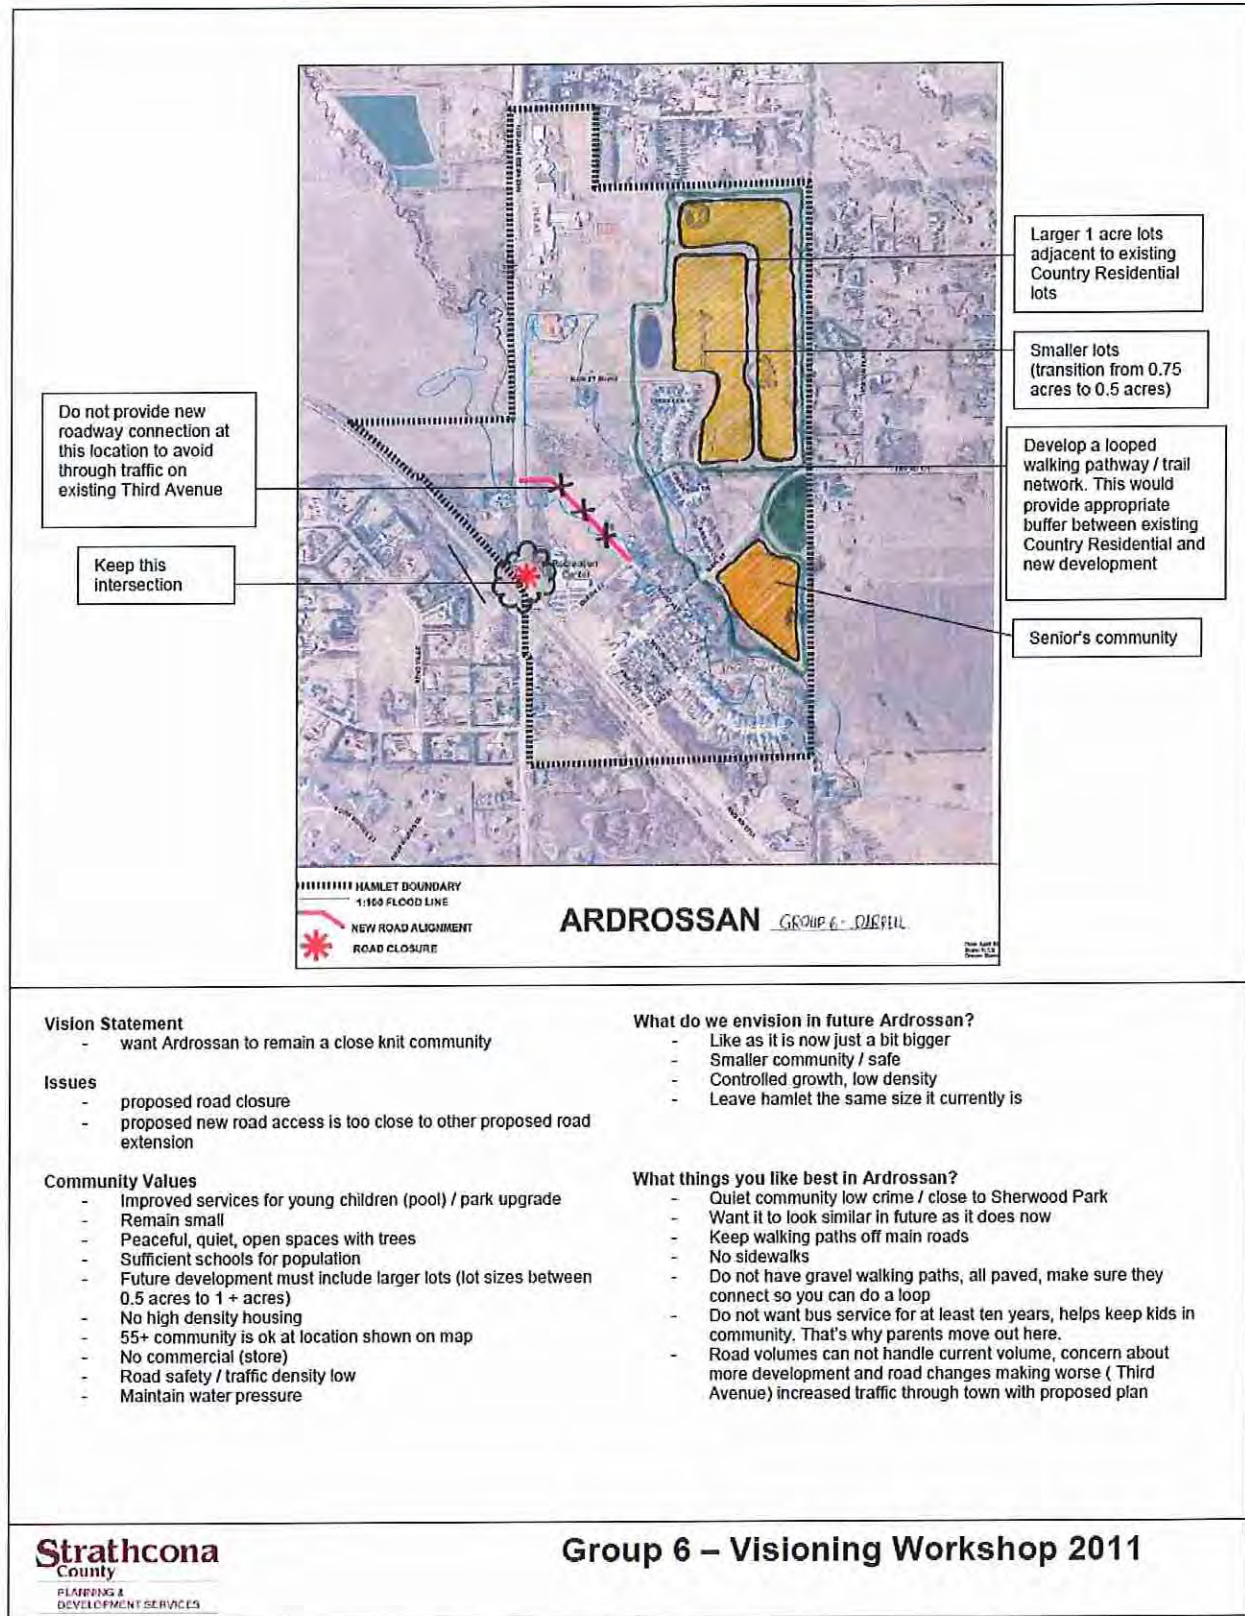 Larger 1 acre lots
adjacent to existing
Country Residential
lots
Smaller lots
(transition from 0.75
acres to 0.5 acres)
Do not provide new
roadway connection at
this location to avoid
through traffic on
existing Third Avenue
Develop a looped
walking pathway / trail
network. This would
provide appropriate
buffer between existing
Country Residential and
new development
Keep this
intersection
Recreation
Center
Senior's community
HAMLET BOUNDARY
1:100 FLOOD LINE
NEW ROAD ALIGNMENT
ROAD CLOSURE
ARDROSSAN GROUP 6 -
Vision Statement
- want Ardrossan to remain a close knit community
Issues
- proposed road closure
- proposed new road access is too close to other proposed road
extension
Community Values
- Improved services for young children (pool) / park upgrade
- Remain small
- Peaceful, quiet, open spaces with trees
- Sufficient schools for population
- Future development must include larger lots (lot sizes between
0.5 acres to 1 + acres)
- No high density housing
- 55+ community is ok at location shown on map
- No commercial (store)
- Road safety / traffic density low
- Maintain water pressure
What do we envision in future Ardrossan?
- Like as it is now just a bit bigger
- Smaller community / safe
- Controlled growth, low density
- Leave hamlet the same size it currently is
What things you like best in Ardrossan?
- Quiet community low crime / close to Sherwood Park
- Want it to look similar in future as it does now
- Keep walking paths off main roads
- No sidewalks
- Do not have gravel walking paths, all paved, make sure they
connect so you can do a loop
- Do not want bus service for at least ten years, helps keep kids in
community. That's why parents move out here.
- Road volumes can not handle current volume, concern about
more development and road changes making worse ( Third
Avenue) increased traffic through town with proposed plan
Strathcona
County
PLANNING &
DEVELOPMENT SERVICES
Group 6 – Visioning Workshop 2011